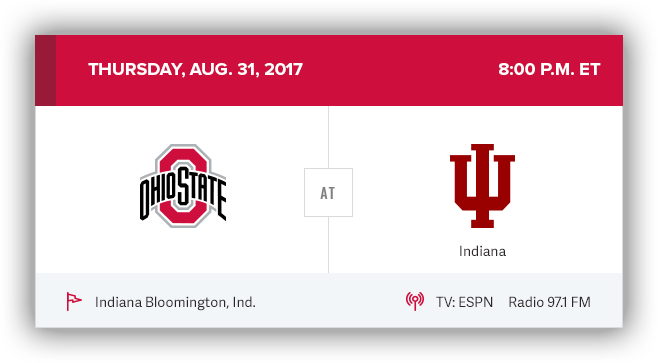 THURSDAY, AUG. 31, 2017 8:00 P.M. ET
OHIO STATE
AT
Indiana
Indiana Bloomington, Ind. TV: ESPN Radio 97.1 FM